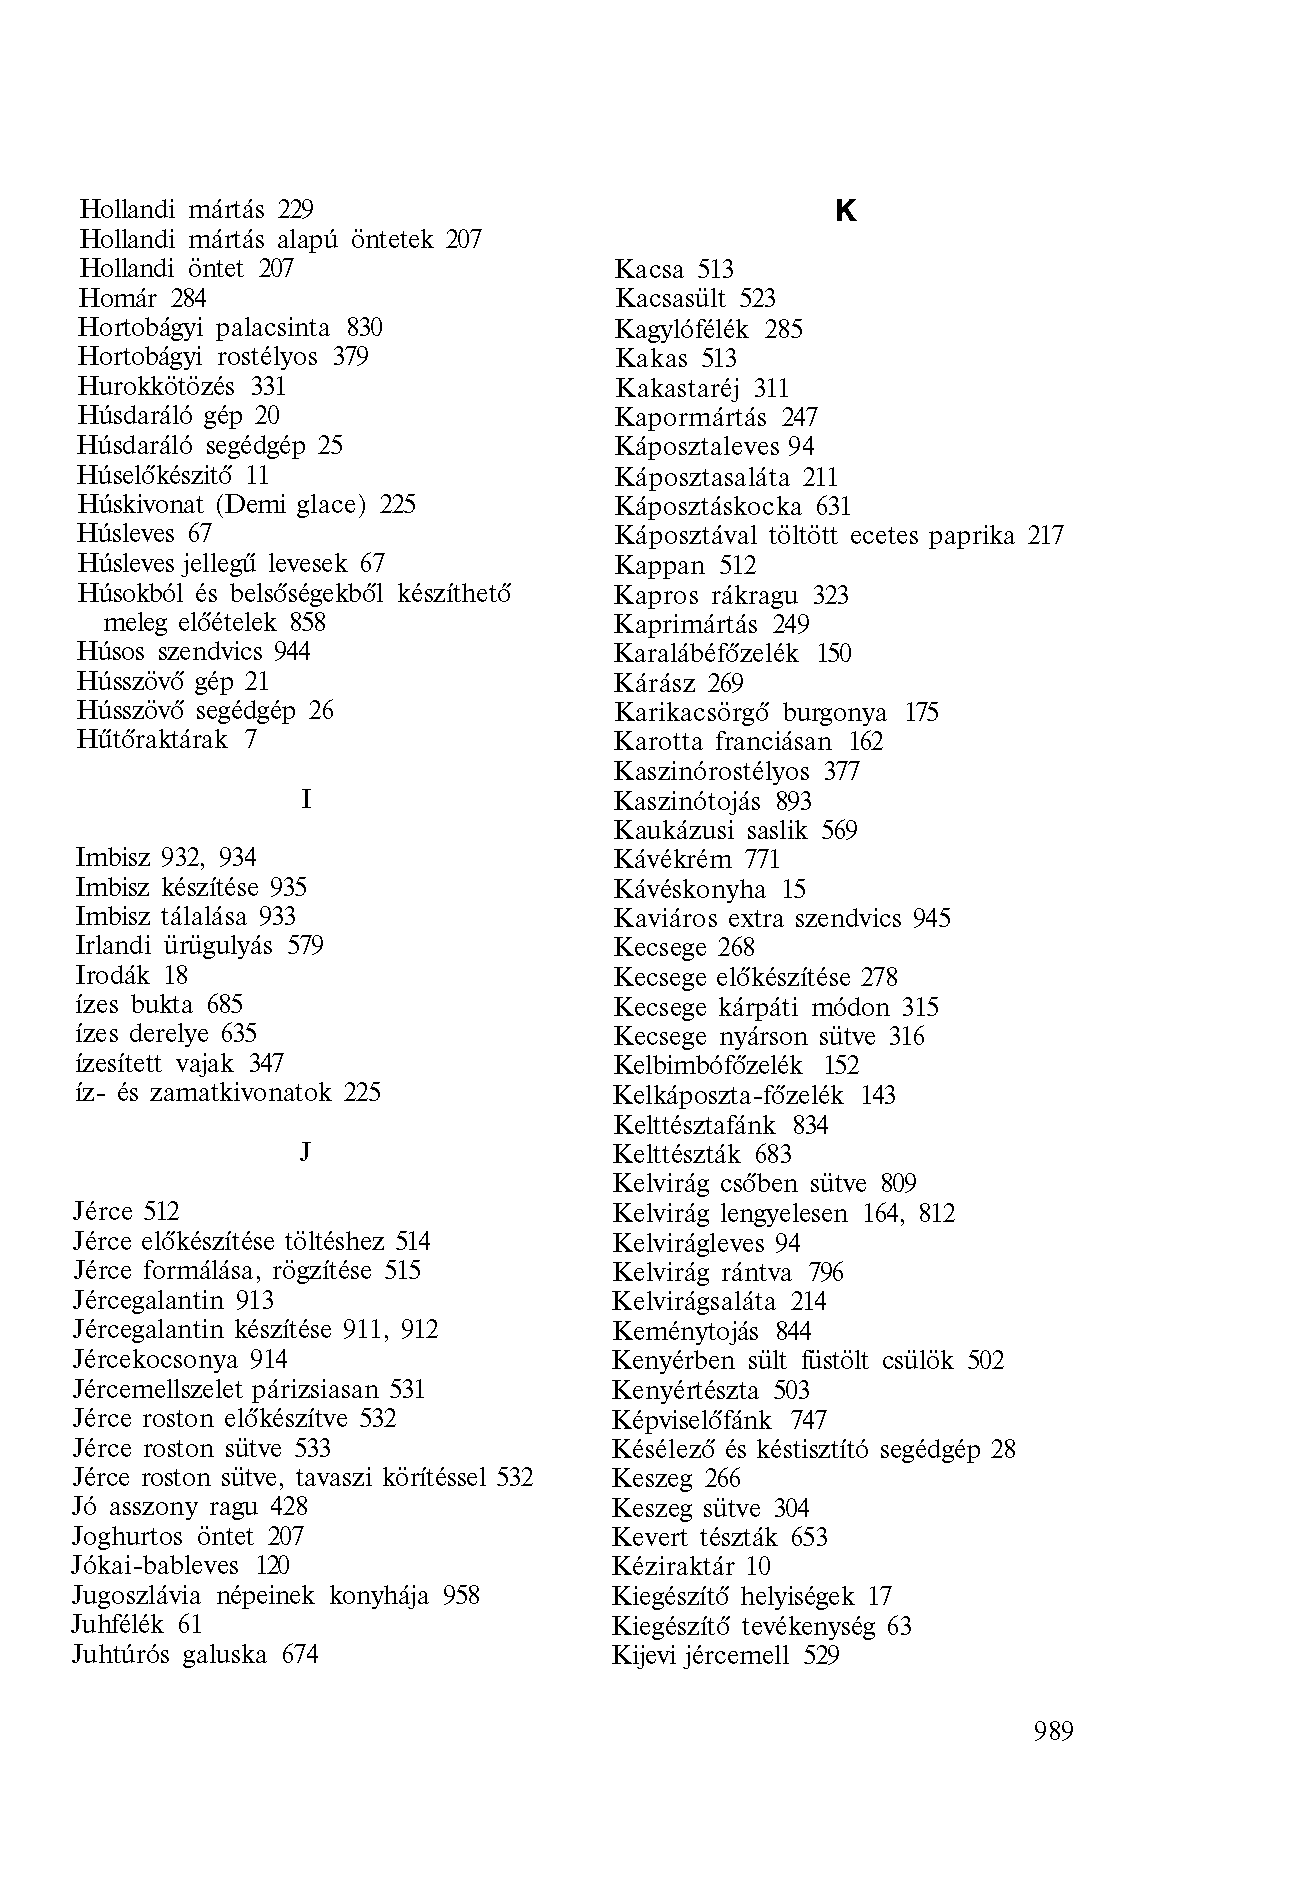 Hollandi mártás 229
Hollandi mártás alapú öntetek 207
Hollandi öntet 207
Homár 284
Hortobágyi palacsinta 830
Hortobágyi rostélyos 379
Hurokkötözés 331
Húsdaráló gép 20
Húsdaráló segédgép 25
Húselőkészitő 11
Húskivonat (Demi glace) 225
Húsleves 67
Húsleves jellegű levesek 67
Húsokból és belsőségekből készíthető
meleg előételek 858
Húsos szendvics 944
Hússzövő gép 21
Hússzövő segédgép 26
Hűtőraktárak 7
I
Imbisz 932, 934
Imbisz készítése 935
Imbisz tálalása 933
Irlandi ürügulyás 579
Irodák 18
ízes bukta 685
ízes derelye 635
ízesített vajak 347
íz- és zamatkivonatok 225
J
Jérce 512
Jérce előkészítése töltéshez 514
Jérce formálása, rögzítése 515
Jércegalantin 913
Jércegalantin készítése 911, 912
Jércekocsonya 914
Jércemellszelet párizsiasan 531
Jérce roston előkészítve 532
Jérce roston sütve 533
Jérce roston sütve, tavaszi körítéssel 532
Jó asszony ragu 428
Joghurtos öntet 207
Jókai-bableves 120
Jugoszlávia népeinek konyhája 958
Juhfélék 61
Juhtúrós galuska 674
K
Kacsa 513
Kacsasült 523
Kagylófélék 285
Kakas 513
Kakastaréj 311
Kapormártás 247
Káposztaleves 94
Káposztasaláta 211
Káposztáskocka 631
Káposztával töltött ecetes paprika 217
Kappan 512
Kapros rákragu 323
Kaprimártás 249
Karalábéfőzelék 150
Kárász 269
Karikacsörgő burgonya 175
Karotta franciásan 162
Kaszinórostélyos 377
Kaszinótojás 893
Kaukázusi saslik 569
Kávékrém 771
Kávéskonyha 15
Kaviáros extra szendvics 945
Kecsege 268
Kecsege előkészítése 278
Kecsege kárpáti módon 315
Kecsege nyárson sütve 316
Kelbimbófőzelék 152
Kelkáposzta-főzelék 143
Kelttésztafánk 834
Kelttészták 683
Kelvirág csőben sütve 809
Kelvirág lengyelesen 164, 812
Kelvirágleves 94
Kelvirág rántva 796
Kelvirágsaláta 214
Keménytojás 844
Kenyérben sült füstölt csülök 502
Kenyértészta 503
Képviselőfánk 747
Késélező és késtisztító segédgép 28
Keszeg 266
Keszeg sütve 304
Kevert tészták 653
Kéziraktár 10
Kiegészítő helyiségek 17
Kiegészítő tevékenység 63
Kijevi jércemell 529
989